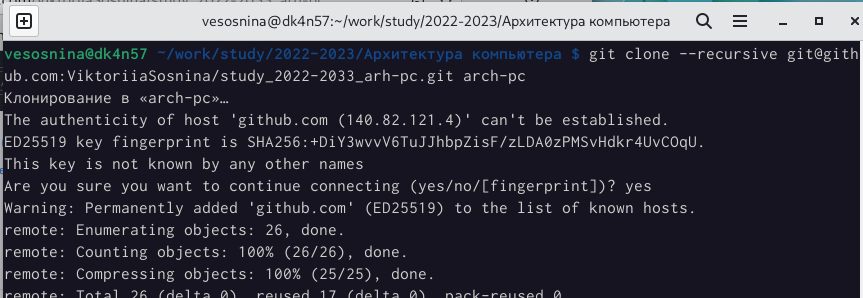 vesosnina@dk4n57:~/work/study/2022-2023/Архитектура компьютера
vesosnina@dk4n57 ~/work/study/2022-2023/Архитектура компьютера $ git clone --recursive git@gith
ub.com:ViktoriiaSosnina/study_2022-2033_arh-pc.git arch-pc
Клонирование в «arch-pc»…
The authenticity of host 'github.com (140.82.121.4)' can't be established.
ED25519 key fingerprint is SHA256:+DiY3wvvV6TuJJhbpZisF/zLDA0zPMSvHdkr4UvCOqU.
This key is not known by any other names
Are you sure you want to continue connecting (yes/no/[fingerprint])? yes
Warning: Permanently added 'github.com' (ED25519) to the list of known hosts.
remote: Enumerating objects: 26, done.
remote: Counting objects: 100% (26/26), done.
remote: Compressing objects: 100% (25/25), done.
remote: Total 26 (delta 0), reused 17 (delta 0), pack-reused 0